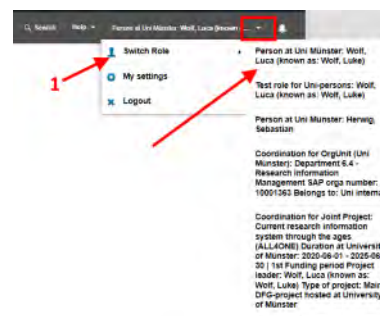 Search Help Person at Uni Münster: Wolf, Luca (known
Switch Role
My settings
Logout
1
Person at Uni Münster: Wolf,
Luca (known as: Wolf, Luke)
Test role for Uni-persons: Wolf,
Luca (known as: Wolf, Luke)
Person at Uni Münster: Herwig,
Sebastian
Coordination for OrgUnit (Uni
Münster): Department 6.4 -
Research information
Management SAP orga number:
10001363 Belongs to: Uni interna
Coordination for Joint Project:
Current research information
system through the ages
(ALL4ONE) Duration at Universit
of Münster: 2020-06-01 - 2025-06
30 | 1st Funding period Project
leader: Wolf, Luca (known as:
Wolf, Luke) Type of project: Main
DFG-project hosted at University
of Münster